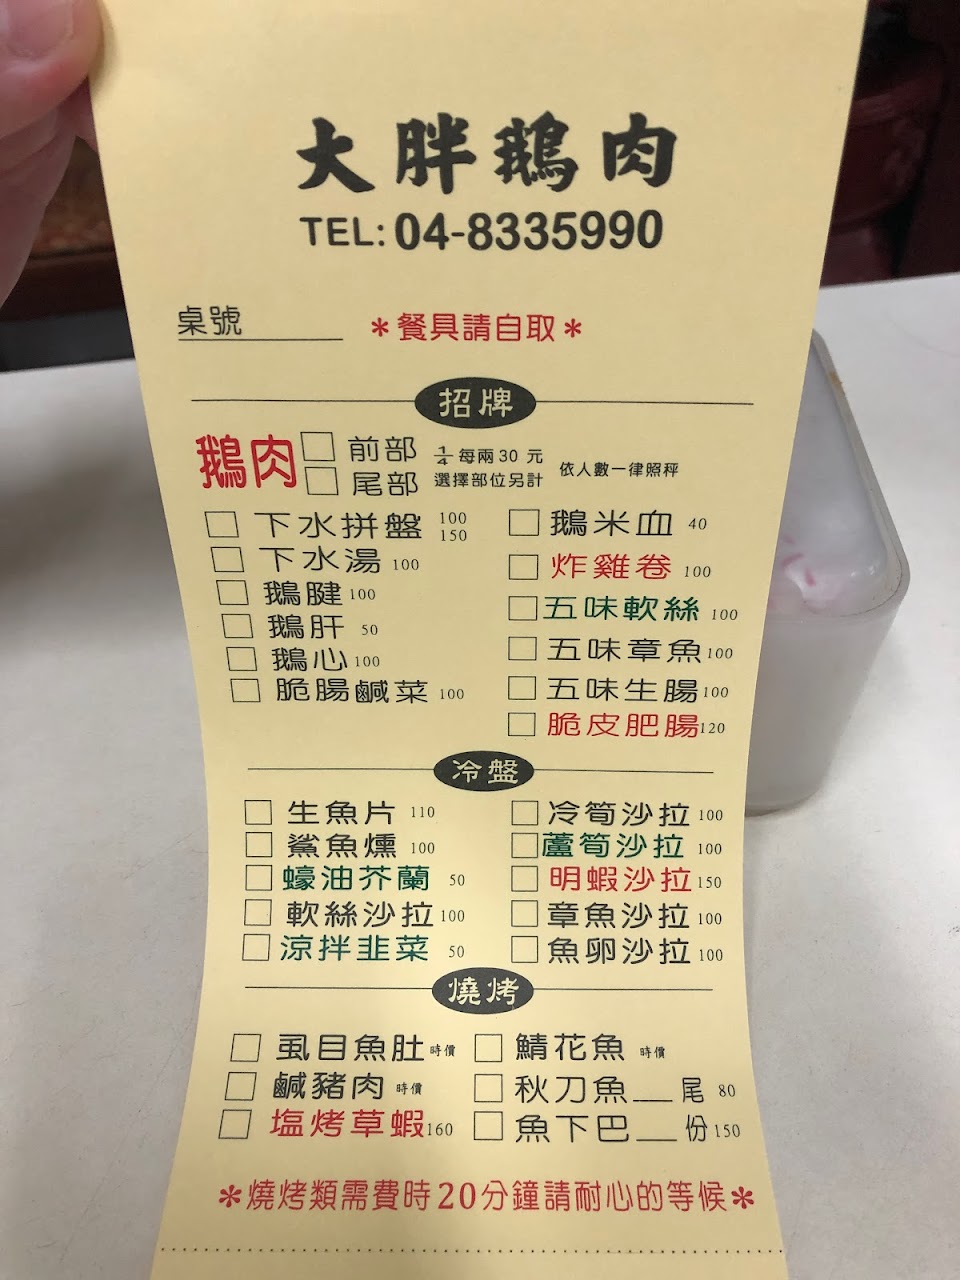 大胖鵝肉
TEL: 04-8335990
桌號
*餐具請自取*
招牌
鵝肉 前部 尾部 1/4每兩30元 選擇部位另計 依人數一律照秤
下水拼盤 100 150
鵝米血 40
下水湯 100
炸雞卷 100
鵝腱 100
五味軟絲 100
鵝肝 50
五味章魚 100
鵝心 100
五味生腸 100
脆腸鹹菜 100
脆皮肥腸 120
冷盤
生魚片 110
冷筍沙拉 100
鯊魚燻 100
蘆筍沙拉 100
蠔油芥蘭 50
明蝦沙拉 150
軟絲沙拉 100
章魚沙拉 100
涼拌韭菜 50
魚卵沙拉 100
燒烤
虱目魚肚 時價
鯖花魚 時價
鹹豬肉 時價
秋刀魚__尾 80
塩烤草蝦 160
魚下巴__份 150
*燒烤類需費時20分鐘請耐心的等候*